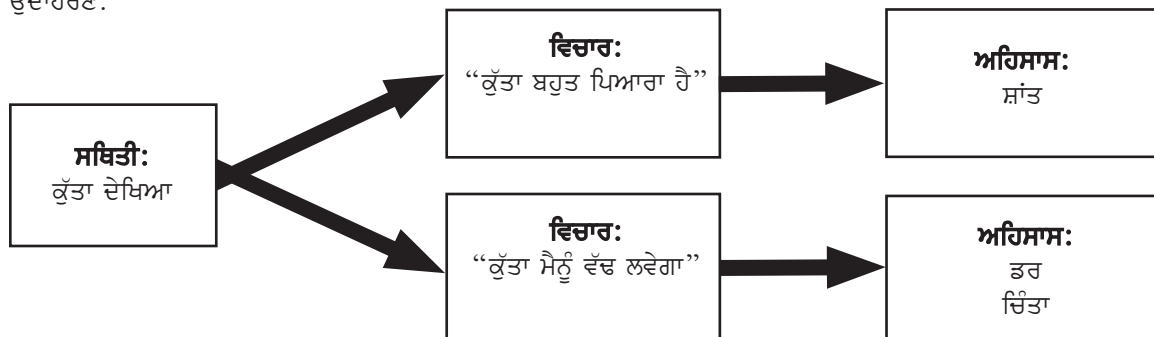 ਉਦਾਹਰਣ:
ਸਥਿਤੀ:
ਕੁੱਤਾ ਦੇਖਿਆ
ਵਿਚਾਰ:
“ਕੁੱਤਾ ਬਹੁਤ ਪਿਆਰਾ ਹੈ”
ਅਹਿਸਾਸ:
ਸ਼ਾਂਤ
ਵਿਚਾਰ:
“ਕੁੱਤਾ ਮੈਨੂੰ ਵੱਢ ਲਵੇਗਾ”
ਅਹਿਸਾਸ:
ਡਰ
ਚਿੰਤਾ